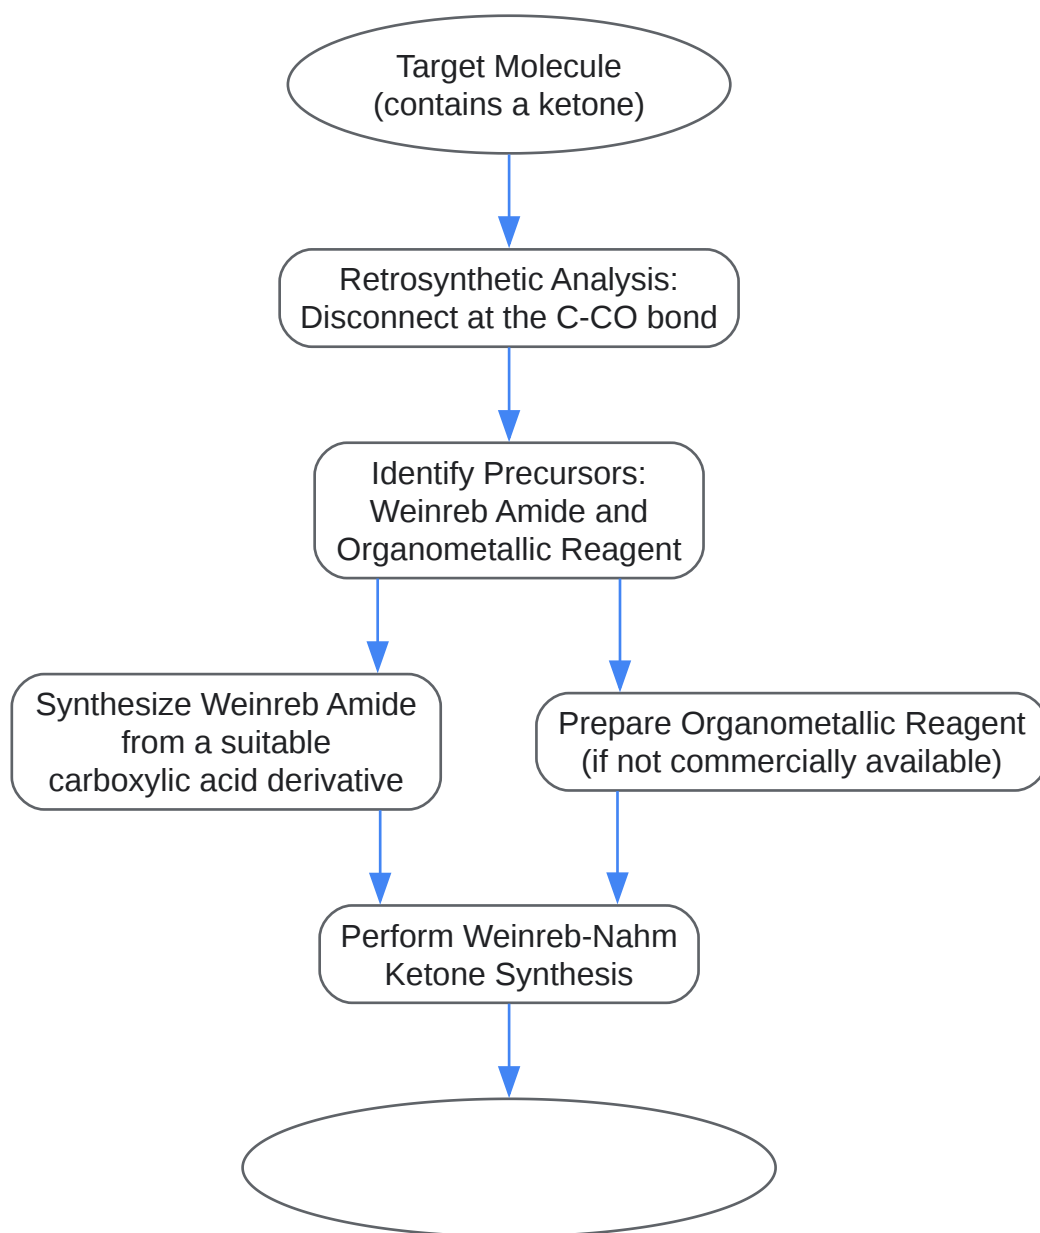 Target Molecule
(contains a ketone)
Retrosynthetic Analysis:
Disconnect at the C-CO bond
Identify Precursors:
Weinreb Amide and
Organometallic Reagent
Synthesize Weinreb Amide
from a suitable
carboxylic acid derivative
Prepare Organometallic Reagent
(if not commercially available)
Perform Weinreb-Nahm
Ketone Synthesis